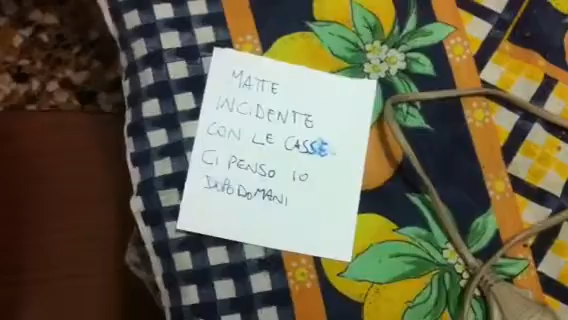 MATTE
INCIDENTE
CON LE CASSE.
CI PENSO IO
DOPODOMANI